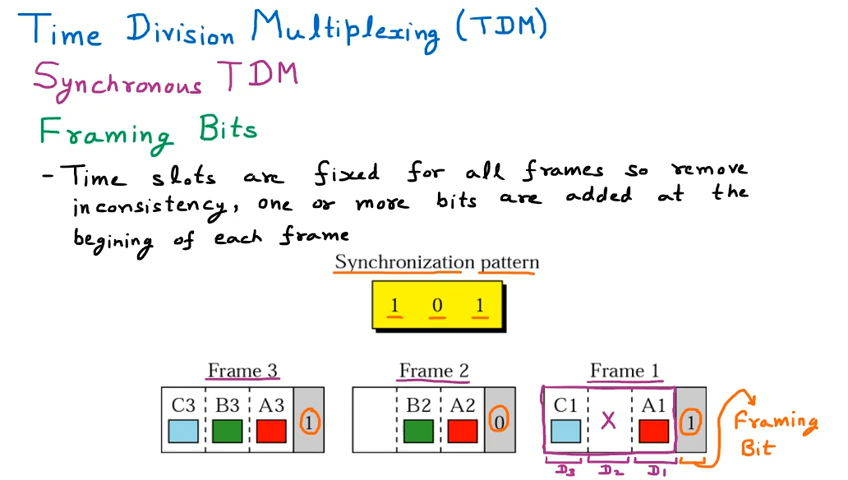 Time Division Multiplexing (TDM)
Synchronous TDM
Framing Bits
- Time slots are fixed for all frames so remove
inconsistency, one or more bits are added at the
begining of each frame
Synchronization pattern
1 0 1
Frame 3 Frame 2 Frame 1
C3 B3 A3 1 B2 A2 0 C1 X A1 1
Framing
Bit
D3 D2 D1